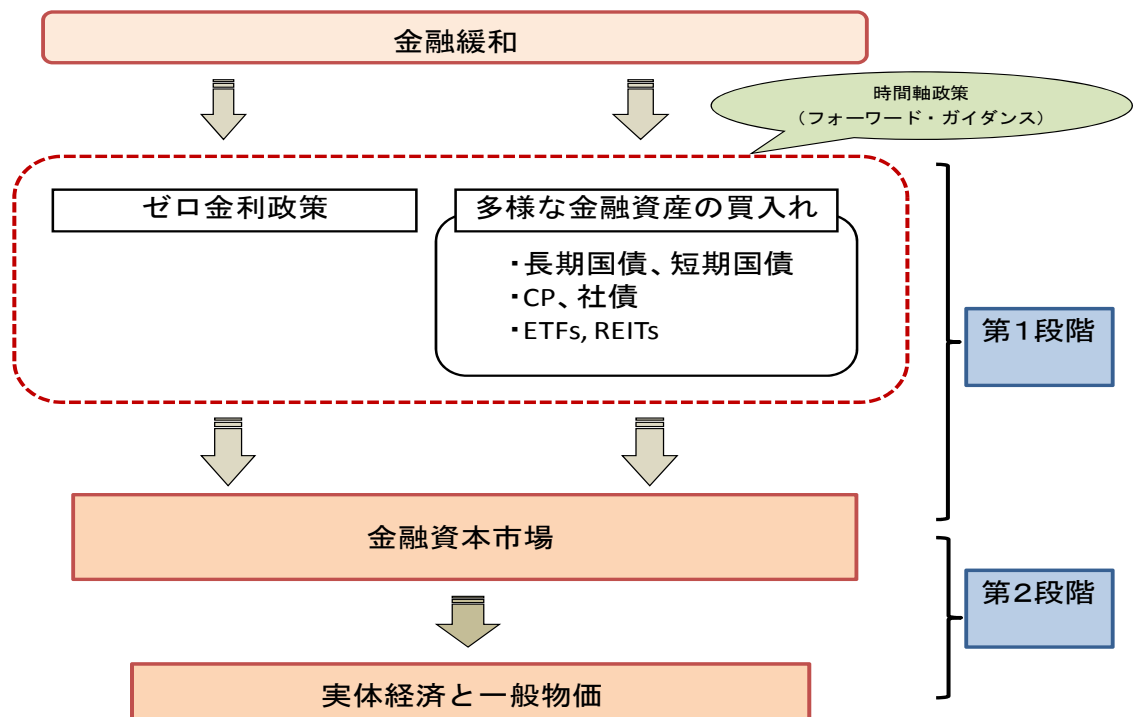 金融緩和
時間軸政策
（フォーワード・ガイダンス）
ゼロ金利政策
多様な金融資産の買入れ
・長期国債、短期国債
・CP、社債
・ETFs, REITs
第１段階
金融資本市場
第２段階
実体経済と一般物価